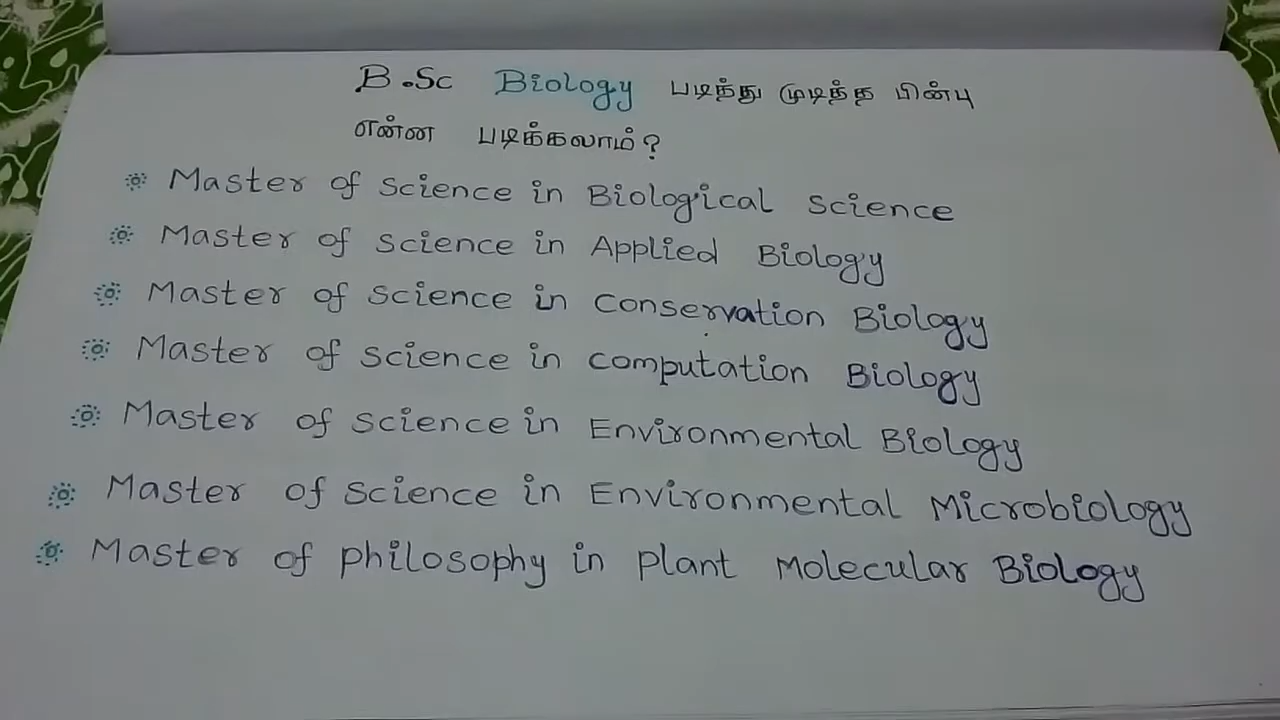 B.Sc Biology படித்து முடித்த பின்பு
என்ன படிக்கலாம்?
Master of science in Biological science
Master of science in Applied Biology
Master of science in conservation Biology
Master of science in computation Biology
Master of science in Environmental Biology
Master of science in Environmental Microbiology
Master of philosophy in plant Molecular Biology